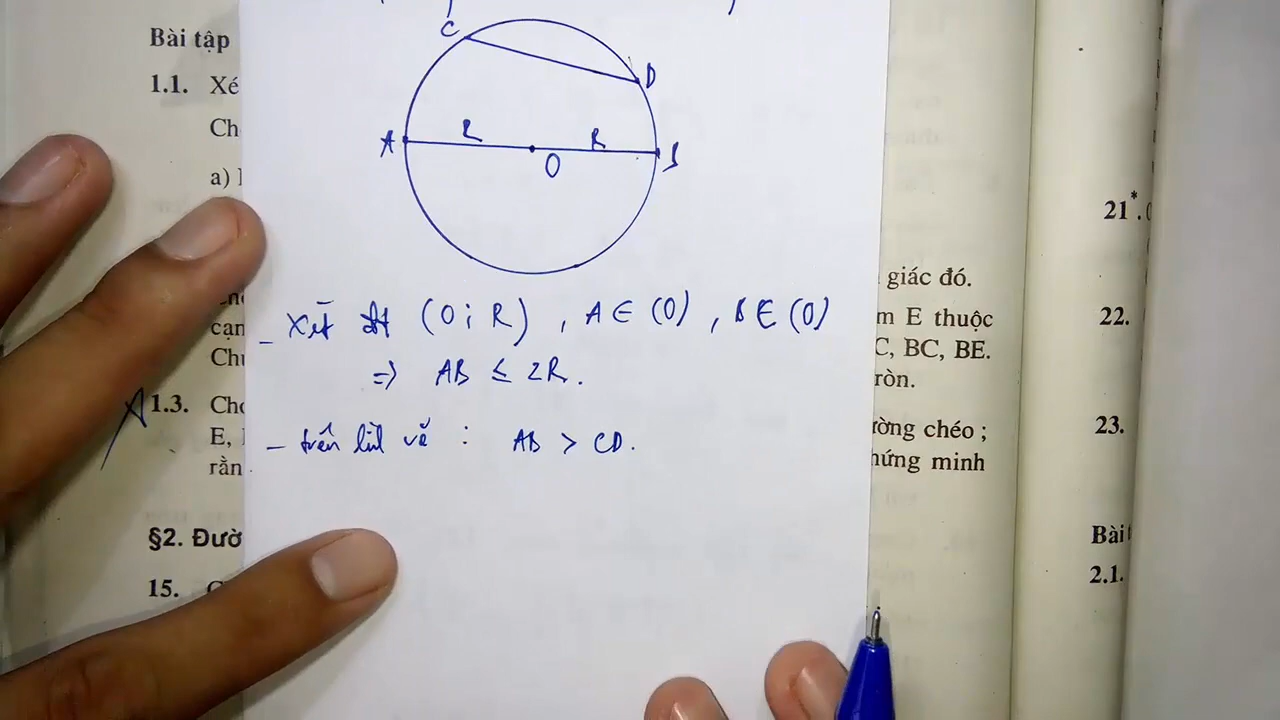 Bài tập
1.1. Xé
Ch
a)
C
D
A
R
R
O
B
- Xét đt (O; R), A ∈ (O), B ∈ (O)
=> AB ≤ 2R.
- trên hình vẽ : AB > CD.
cạn
Chu
1.3. Cho
E,
rằn
§2. Đườ
15.
giác đó.
m E thuộc
C, BC, BE.
ròn.
rờng chéo ;
hứng minh
21*.
22.
23.
Bài
2.1.